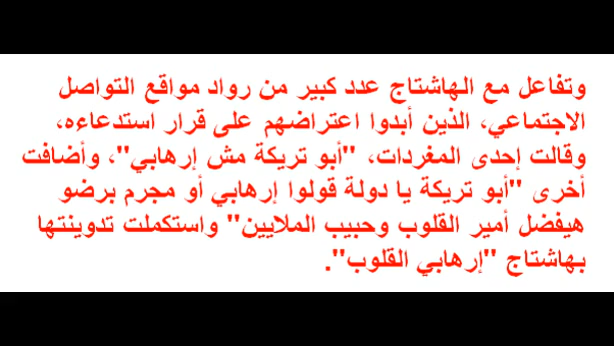 وتفاعل مع الهاشتاج عدد كبير من رواد مواقع التواصل
الاجتماعي، الذين أبدوا اعتراضهم على قرار استدعاءه،
وقالت إحدى المغردات، "أبو تريكة مش إرهابي"، وأضافت
أخرى "أبو تريكة يا دولة قولوا إرهابي أو مجرم برضو
هيفضل أمير القلوب وحبيب الملايين" واستكملت تدوينتها
بهاشتاج "إرهابي القلوب".